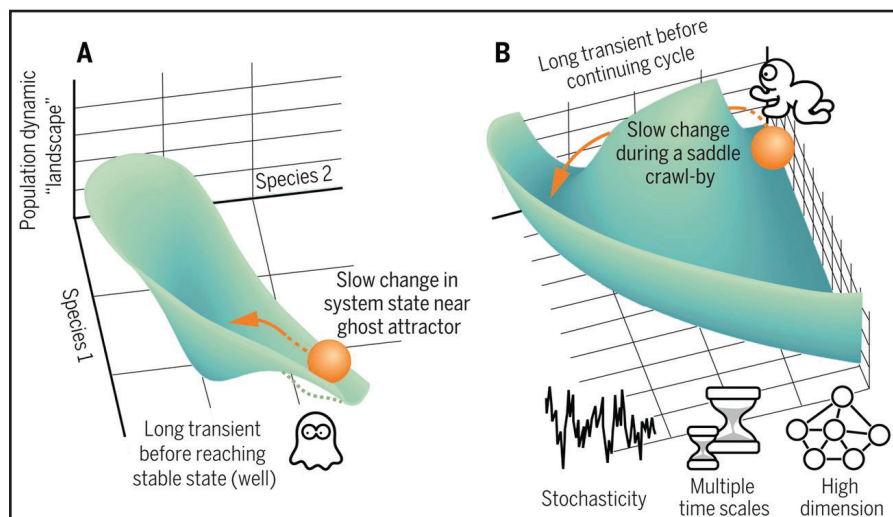 A
Population dynamic
“landscape”
Species 2
Species 1
Slow change in
system state near
ghost attractor
Long transient
before reaching
stable state (well)
B
Long transient before
continuing cycle
Slow change
during a saddle
crawl-by
Stochasticity
Multiple
time scales
High
dimension